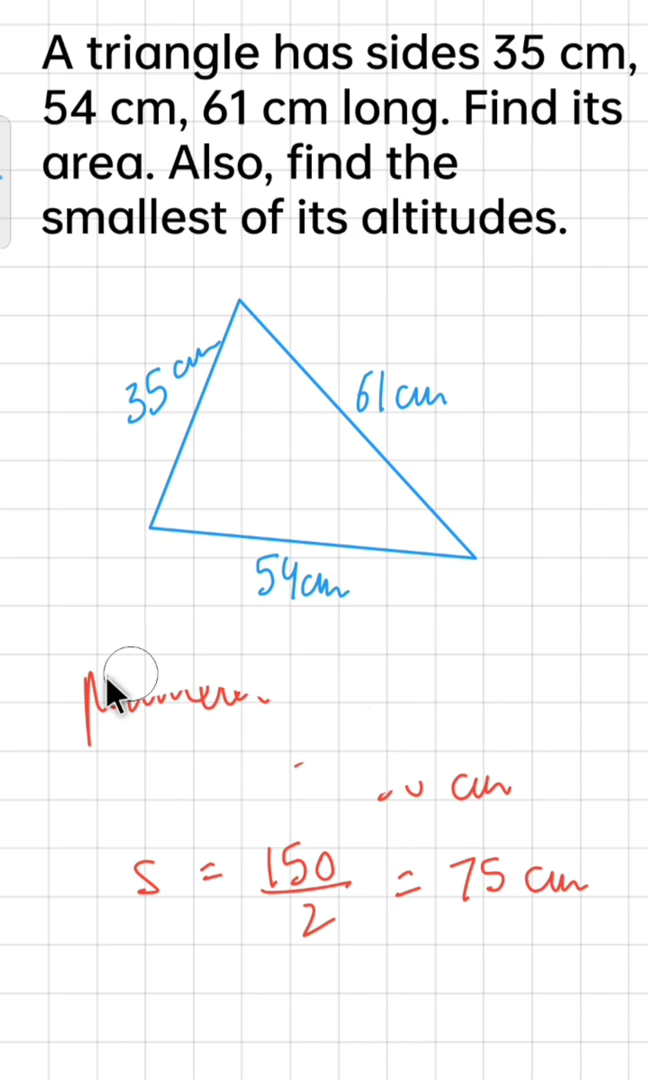 A triangle has sides 35 cm,
54 cm, 61 cm long. Find its
area. Also, find the
smallest of its altitudes.
35 cm
61 cm
54 cm
cm
S = 150/2 = 75 cm